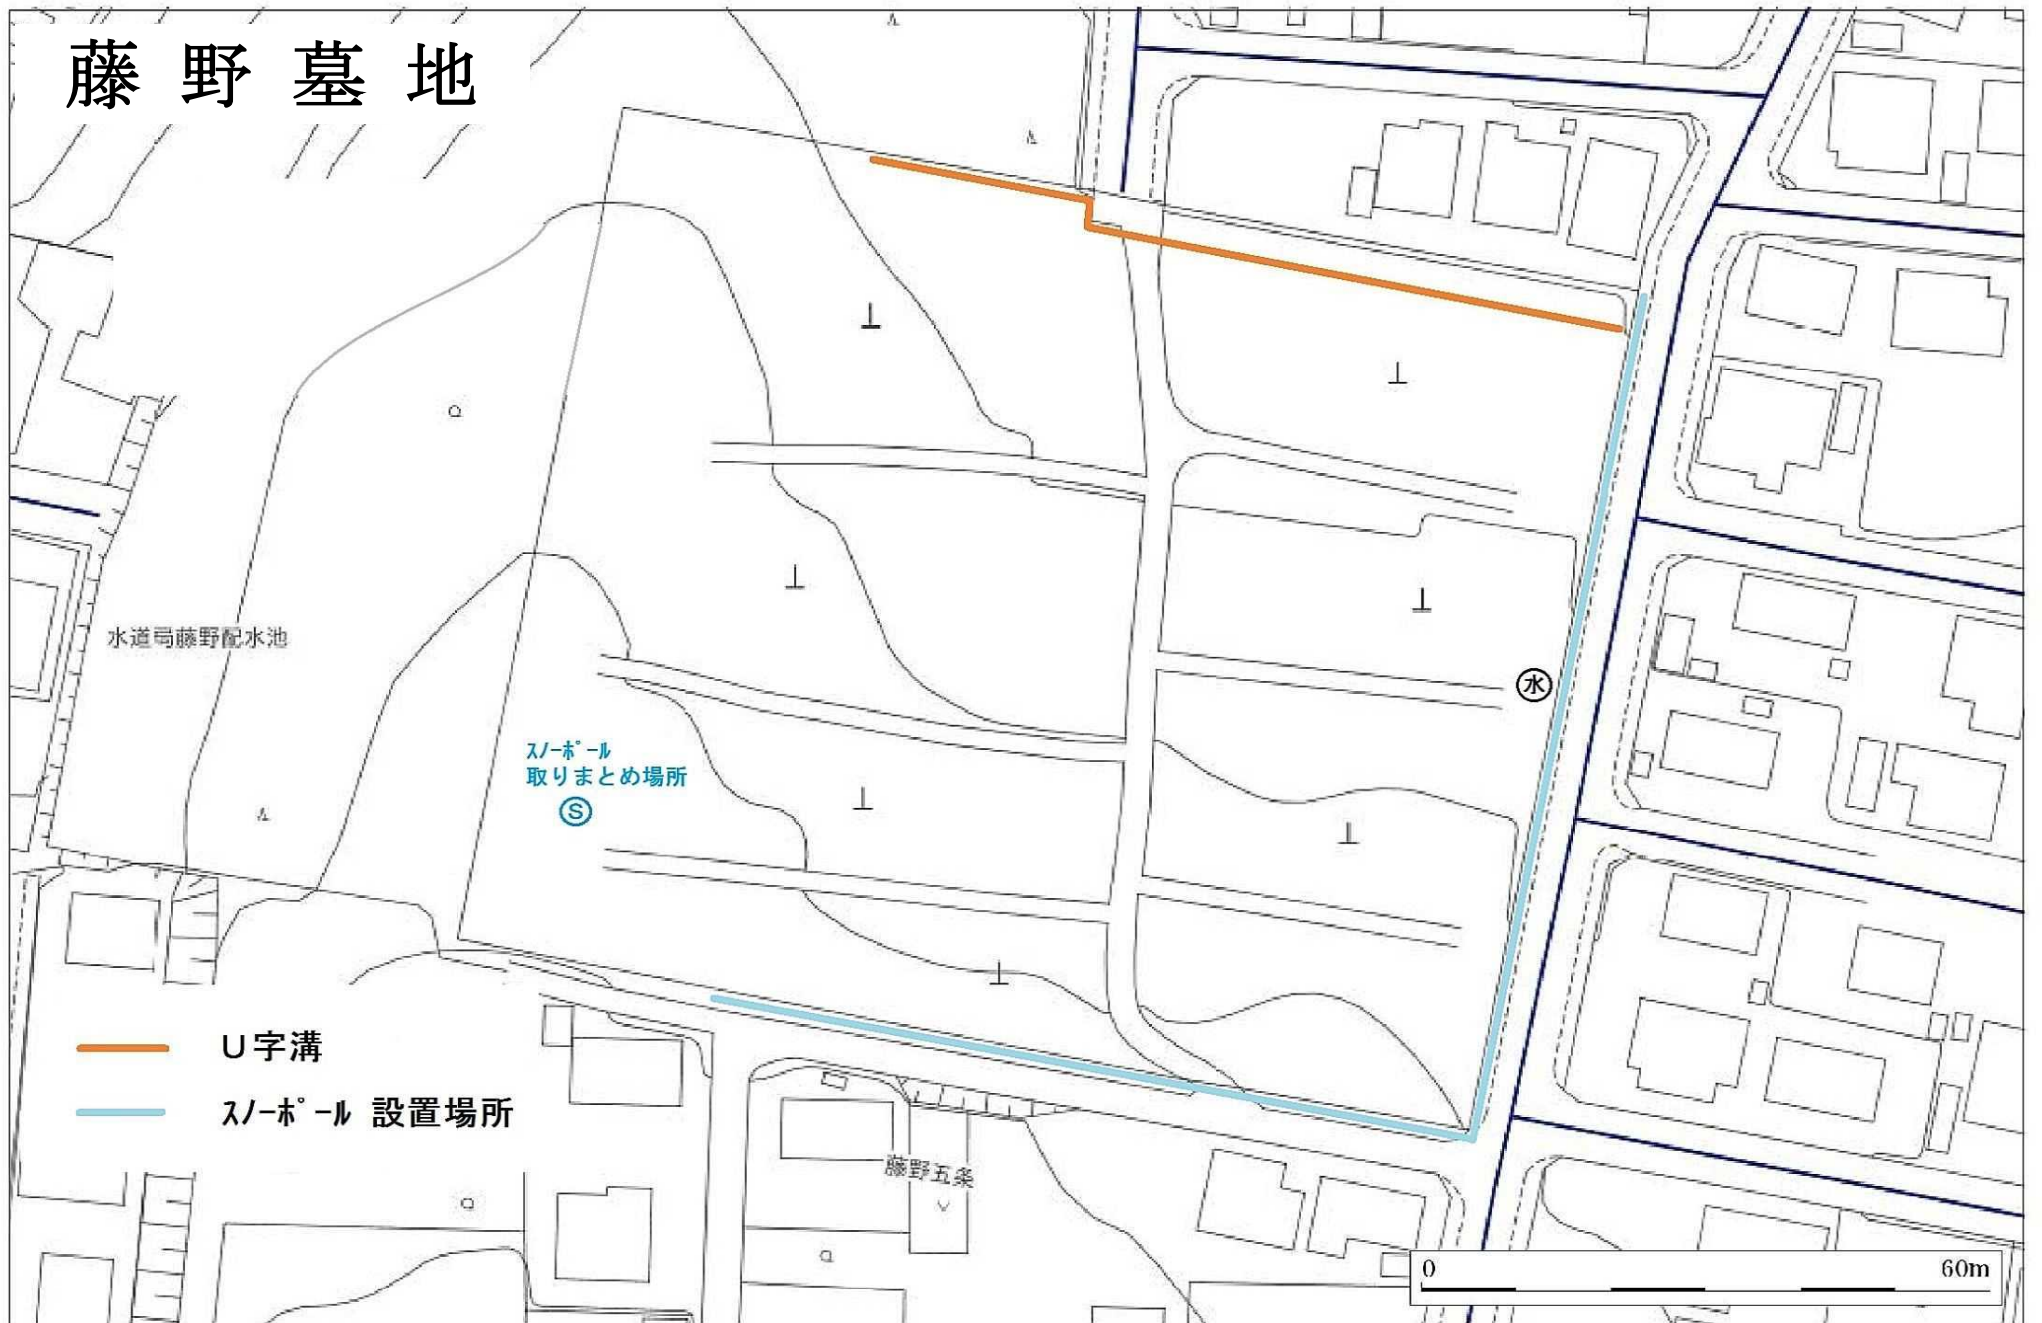 藤野墓地
水道局藤野配水池
水
ｽﾉｰﾎﾟｰﾙ
取りまとめ場所
Ⓢ
U字溝
ｽﾉｰﾎﾟｰﾙ 設置場所
藤野五条
0 60m